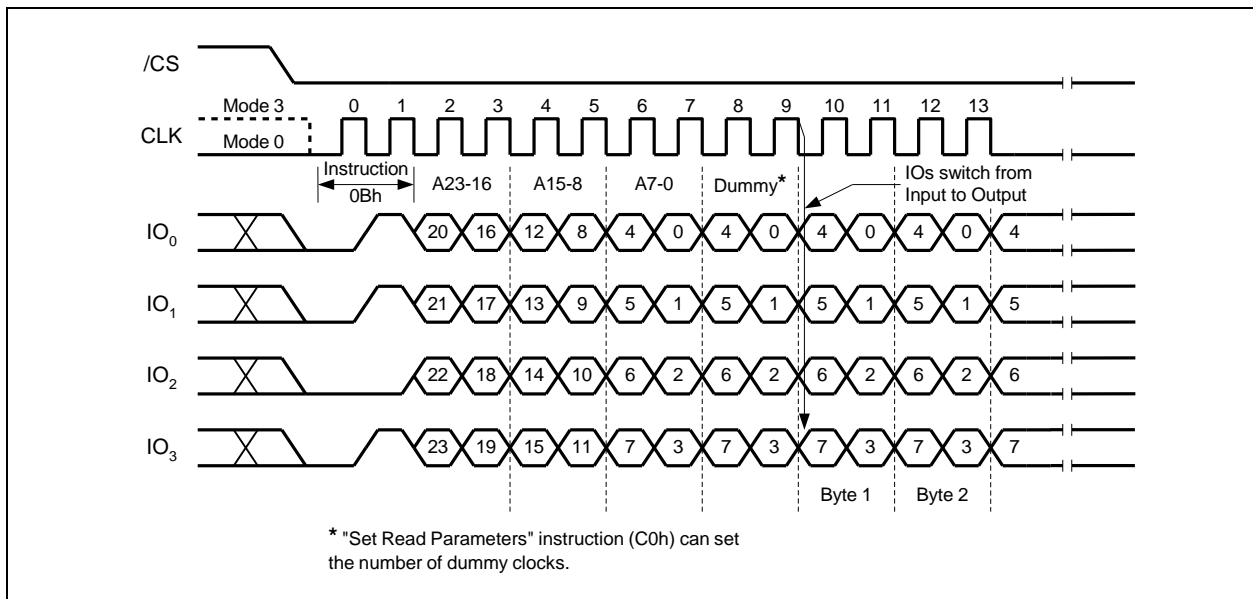 /CS
Mode 3 0 1 2 3 4 5 6 7 8 9 10 11 12 13
CLK Mode 0
Instruction
0Bh A23-16 A15-8 A7-0 Dummy* IOs switch from
Input to Output
IO0 20 16 12 8 4 0 4 0 4 0 4 0 4
IO1 21 17 13 9 5 1 5 1 5 1 5 1 5
IO2 22 18 14 10 6 2 6 2 6 2 6 2 6
IO3 23 19 15 11 7 3 7 3 7 3 7 3 7
Byte 1 Byte 2
* "Set Read Parameters" instruction (C0h) can set
the number of dummy clocks.